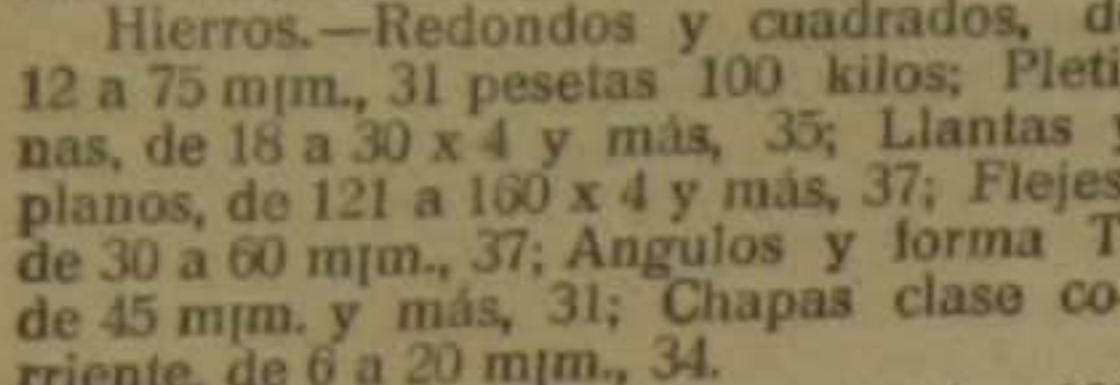 Hierros.—Redondos y cuadrados, d
12 a 75 m|m., 31 pesetas 100 kilos; Pleti
nas, de 18 a 30 x 4 y más, 35; Llantas y
planos, de 121 a 160 x 4 y más, 37; Flejes
de 30 a 60 m|m., 37; Angulos y forma T
de 45 m|m. y más, 31; Chapas clase co
rriente, de 6 a 20 m|m., 34.